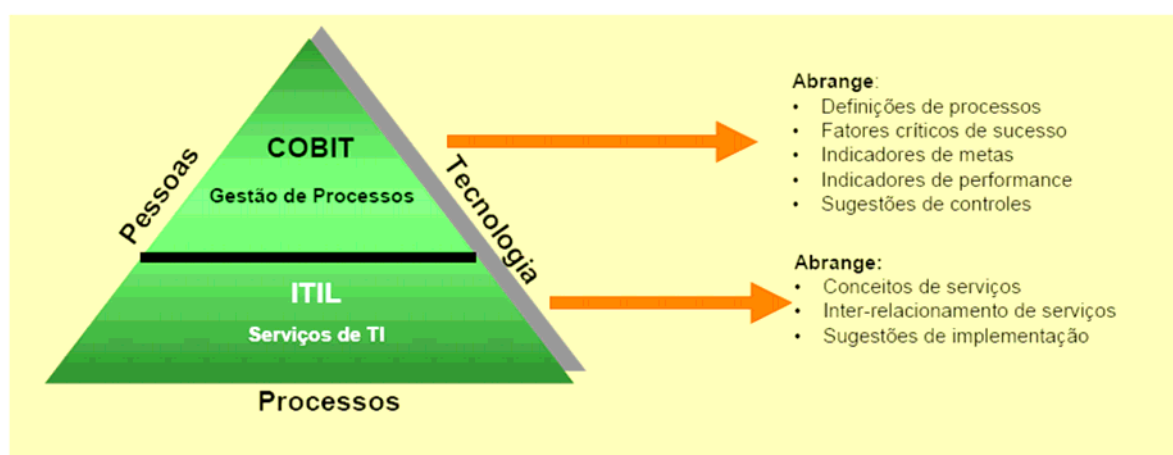 Pessoas
COBIT
Gestão de Processos
Tecnologia
ITIL
Serviços de TI
Processos
Abrange:
• Definições de processos
• Fatores críticos de sucesso
• Indicadores de metas
• Indicadores de performance
• Sugestões de controles
Abrange:
• Conceitos de serviços
• Inter-relacionamento de serviços
• Sugestões de implementação